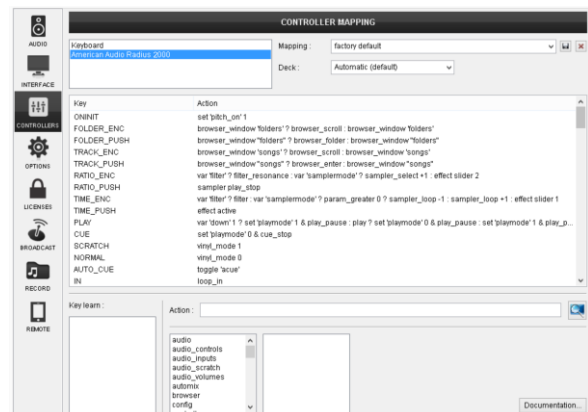 CONTROLLER MAPPING
AUDIO
INTERFACE
CONTROLLERS
OPTIONS
LICENSES
BROADCAST
RECORD
REMOTE
Keyboard
American Audio Radius 2000
Mapping : factory default
Deck : Automatic (default)
Key Action
ONINIT set 'pitch_on' 1
FOLDER_ENC browser_window 'folders' ? browser_scroll : browser_window 'folders'
FOLDER_PUSH browser_window "folders" ? browser_folder : browser_window "folders"
TRACK_ENC browser_window 'songs' ? browser_scroll : browser_window 'songs'
TRACK_PUSH browser_window "songs" ? browser_enter : browser_window "songs"
RATIO_ENC var 'filter' ? filter_resonance : var 'samplermode' ? sampler_select +1 : effect slider 2
RATIO_PUSH sampler play_stop
TIME_ENC var 'filter' ? filter : var 'samplermode' ? param_greater 0 ? sampler_loop -1 : sampler_loop +1 : effect slider 1
TIME_PUSH effect active
PLAY var 'down' 1 ? set 'playmode' 1 & play_pause : play ? set 'playmode' 0 & play_pause : set 'playmode' 1 & play_p...
CUE set 'playmode' 0 & cue_stop
SCRATCH vinyl_mode 1
NORMAL vinyl_mode 0
AUTO_CUE toggle 'acue'
IN loop_in
Key learn :
Action :
audio
audio_controls
audio_inputs
audio_scratch
audio_volumes
automix
browser
config
Documentation...